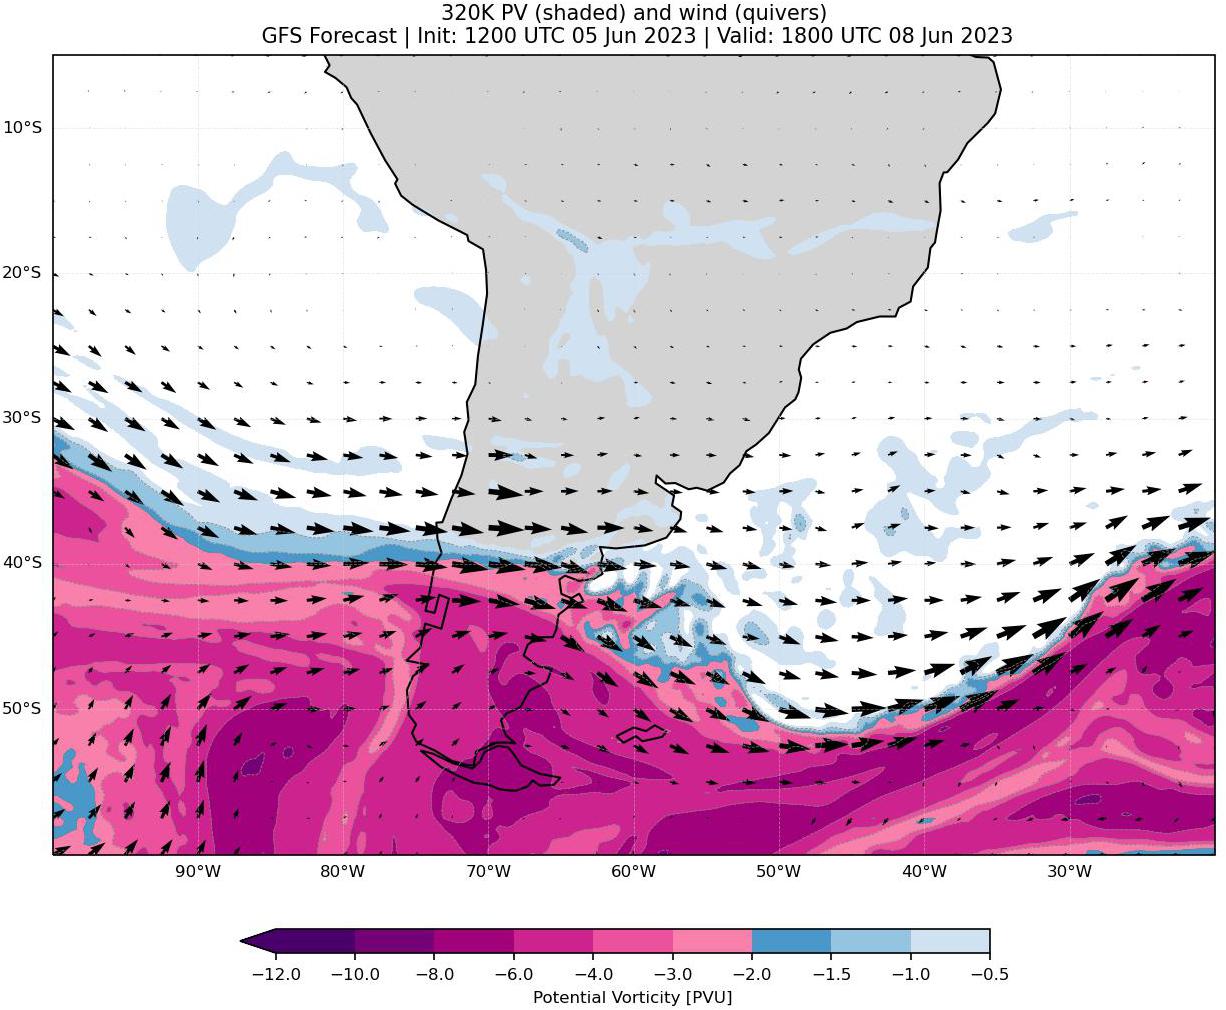 320K PV (shaded) and wind (quivers)
GFS Forecast | Init: 1200 UTC 05 Jun 2023 | Valid: 1800 UTC 08 Jun 2023
10°S
20°S
30°S
40°S
50°S
90°W 80°W 70°W 60°W 50°W 40°W 30°W
−12.0 −10.0 −8.0 −6.0 −4.0 −3.0 −2.0 −1.5 −1.0 −0.5
Potential Vorticity [PVU]